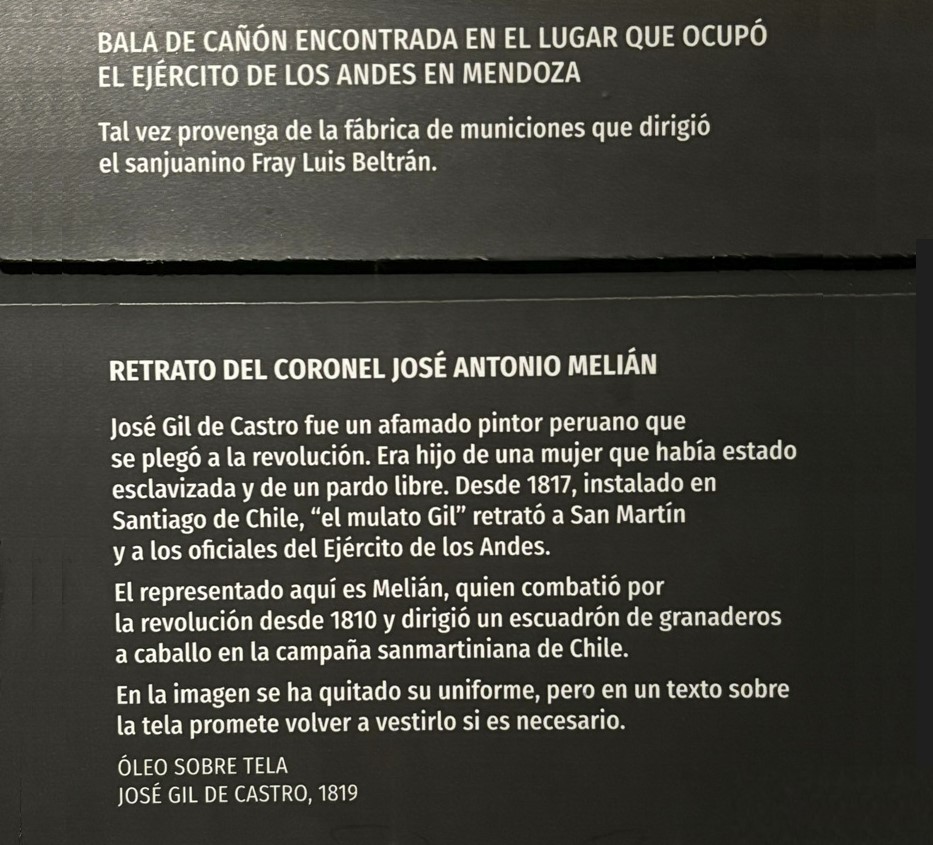 BALA DE CAÑÓN ENCONTRADA EN EL LUGAR QUE OCUPÓ
EL EJÉRCITO DE LOS ANDES EN MENDOZA
Tal vez provenga de la fábrica de municiones que dirigió
el sanjuanino Fray Luis Beltrán.
RETRATO DEL CORONEL JOSÉ ANTONIO MELIÁN
José Gil de Castro fue un afamado pintor peruano que
se plegó a la revolución. Era hijo de una mujer que había estado
esclavizada y de un pardo libre. Desde 1817, instalado en
Santiago de Chile, “el mulato Gil” retrató a San Martín
y a los oficiales del Ejército de los Andes.
El representado aquí es Melián, quien combatió por
la revolución desde 1810 y dirigió un escuadrón de granaderos
a caballo en la campaña sanmartiniana de Chile.
En la imagen se ha quitado su uniforme, pero en un texto sobre
la tela promete volver a vestirlo si es necesario.
ÓLEO SOBRE TELA
JOSÉ GIL DE CASTRO, 1819